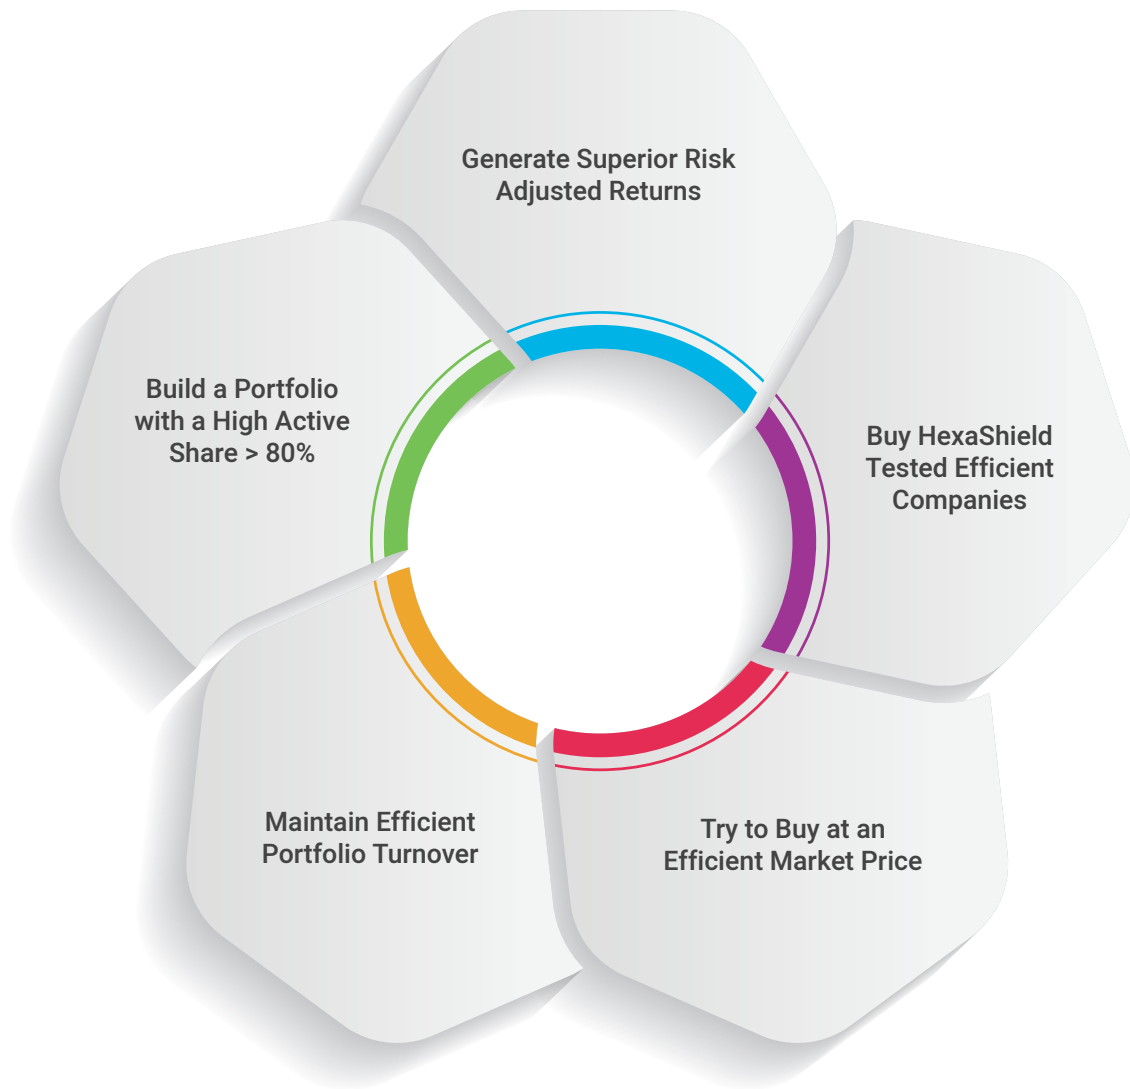 Generate Superior Risk
Adjusted Returns
Buy HexaShield
Tested Efficient
Companies
Try to Buy at an
Efficient Market Price
Maintain Efficient
Portfolio Turnover
Build a Portfolio
with a High Active
Share > 80%